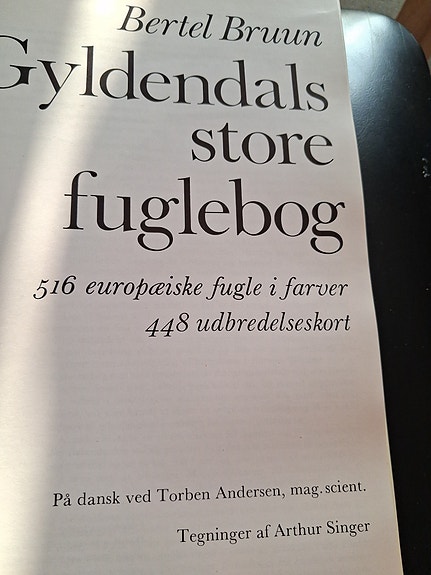 Bertel Bruun
Gyldendals
store
fuglebog
516 europæiske fugle i farver
448 udbredelseskort
På dansk ved Torben Andersen, mag. scient.
Tegninger af Arthur Singer